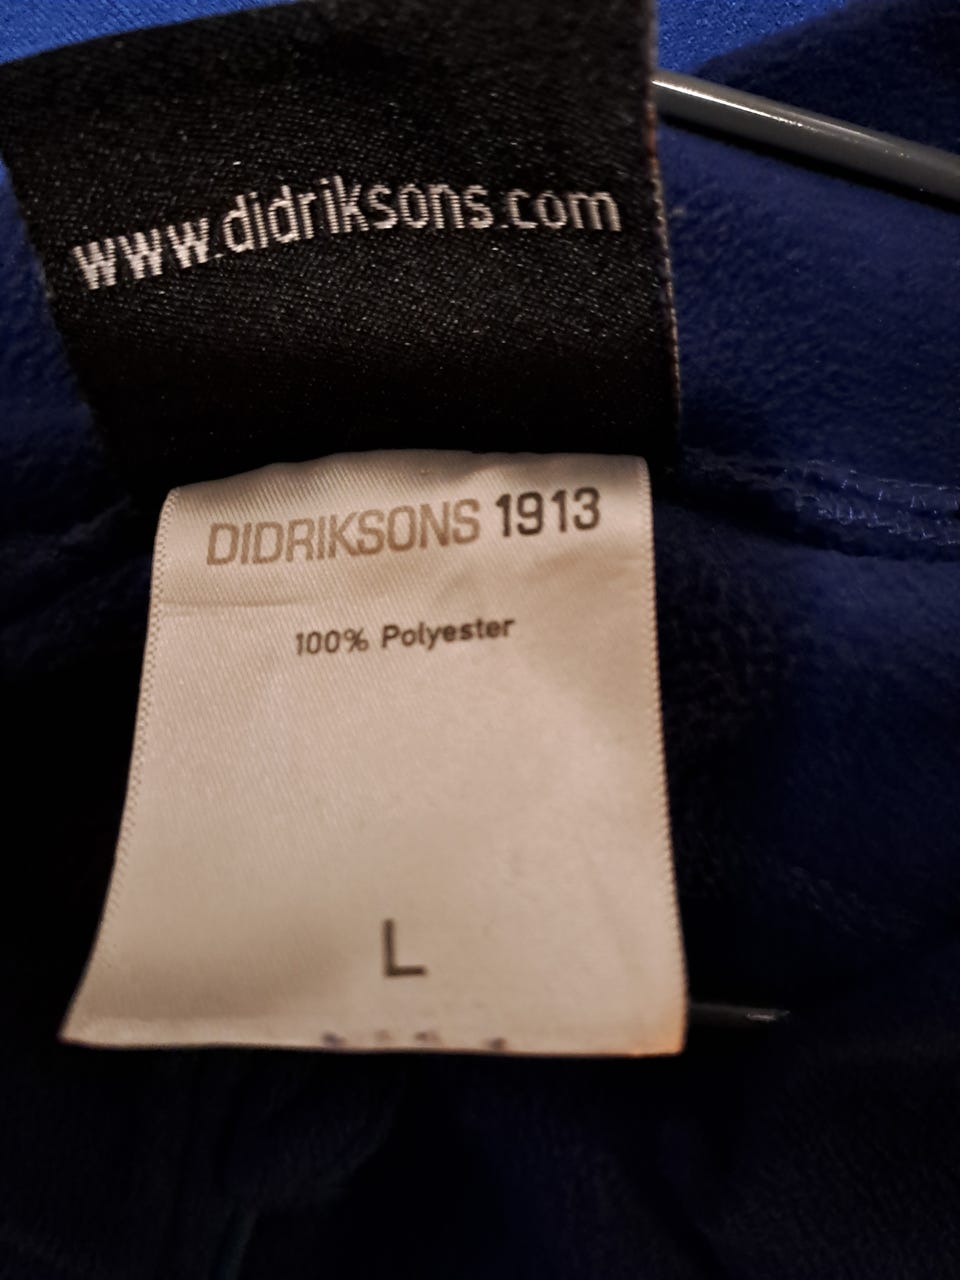 www.didriksons.com
DIDRIKSONS 1913
100% Polyester
L